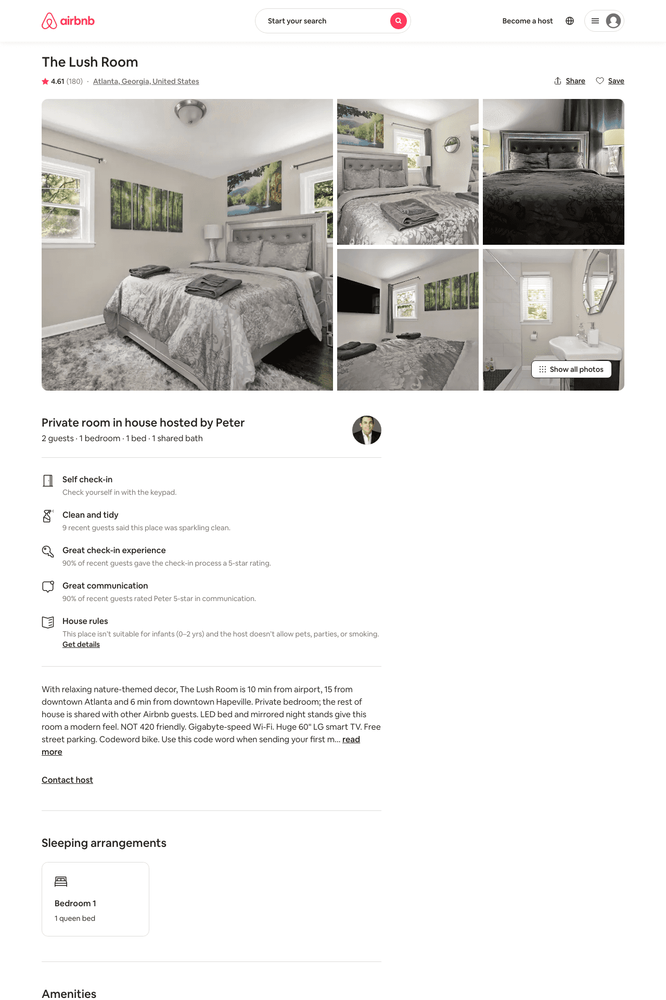 airbnb
Start your search
Become a host
The Lush Room
4.61 (180) · Atlanta, Georgia, United States
Share
Save
Show all photos
Private room in house hosted by Peter
2 guests · 1 bedroom · 1 bed · 1 shared bath
Self check-in
Check yourself in with the keypad.
Clean and tidy
9 recent guests said this place was sparkling clean.
Great check-in experience
90% of recent guests gave the check-in process a 5-star rating.
Great communication
90% of recent guests rated Peter 5-star in communication.
House rules
This place isn’t suitable for infants (0–2 yrs) and the host doesn’t allow pets, parties, or smoking.
Get details
With relaxing nature-themed decor, The Lush Room is 10 min from airport, 15 from
downtown Atlanta and 6 min from downtown Hapeville. Private bedroom; the rest of
house is shared with other Airbnb guests. LED bed and mirrored night stands give this
room a modern feel. NOT 420 friendly. Gigabyte-speed Wi-Fi. Huge 60" LG smart TV. Free
street parking. Codeword bike. Use this code word when sending your first m... read
more
Contact host
Sleeping arrangements
Bedroom 1
1 queen bed
Amenities